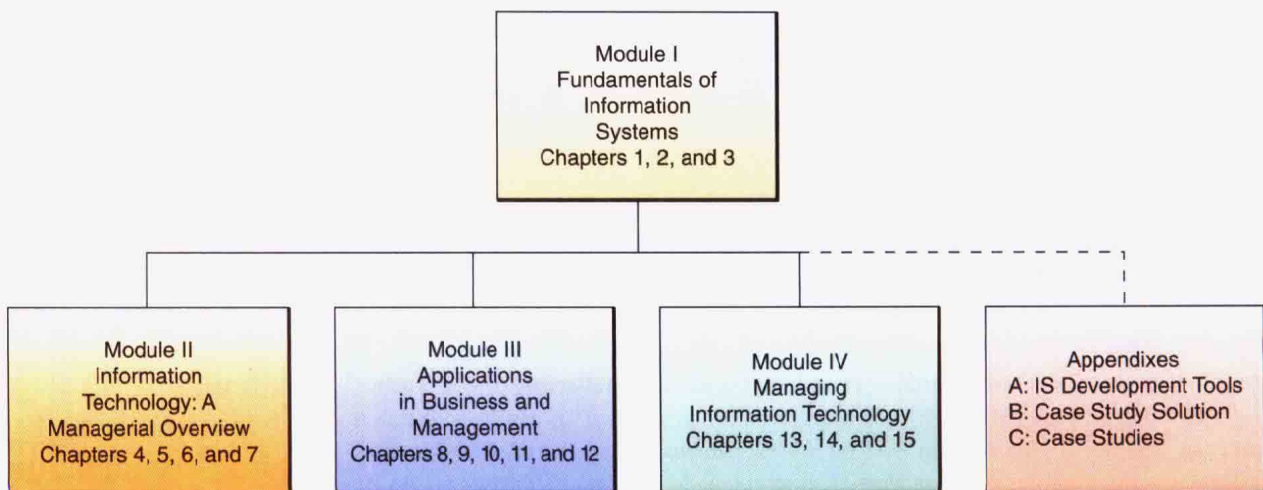 Module I
Fundamentals of
Information
Systems
Chapters 1, 2, and 3
Module II
Information
Technology: A
Managerial Overview
Chapters 4, 5, 6, and 7
Module III
Applications
in Business and
Management
Chapters 8, 9, 10, 11, and 12
Module IV
Managing
Information Technology
Chapters 13, 14, and 15
Appendixes
A: IS Development Tools
B: Case Study Solution
C: Case Studies